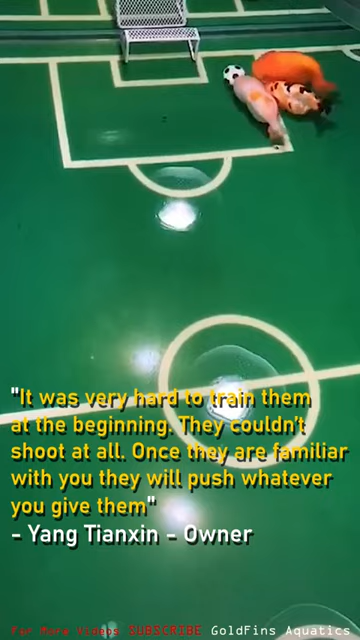 "It was very hard to train them
at the beginning. They couldn't
shoot at all. Once they are familiar
with you they will push whatever
you give them"
- Yang Tianxin - Owner
For More Videos SUBSCRIBE GoldFins Aquatics